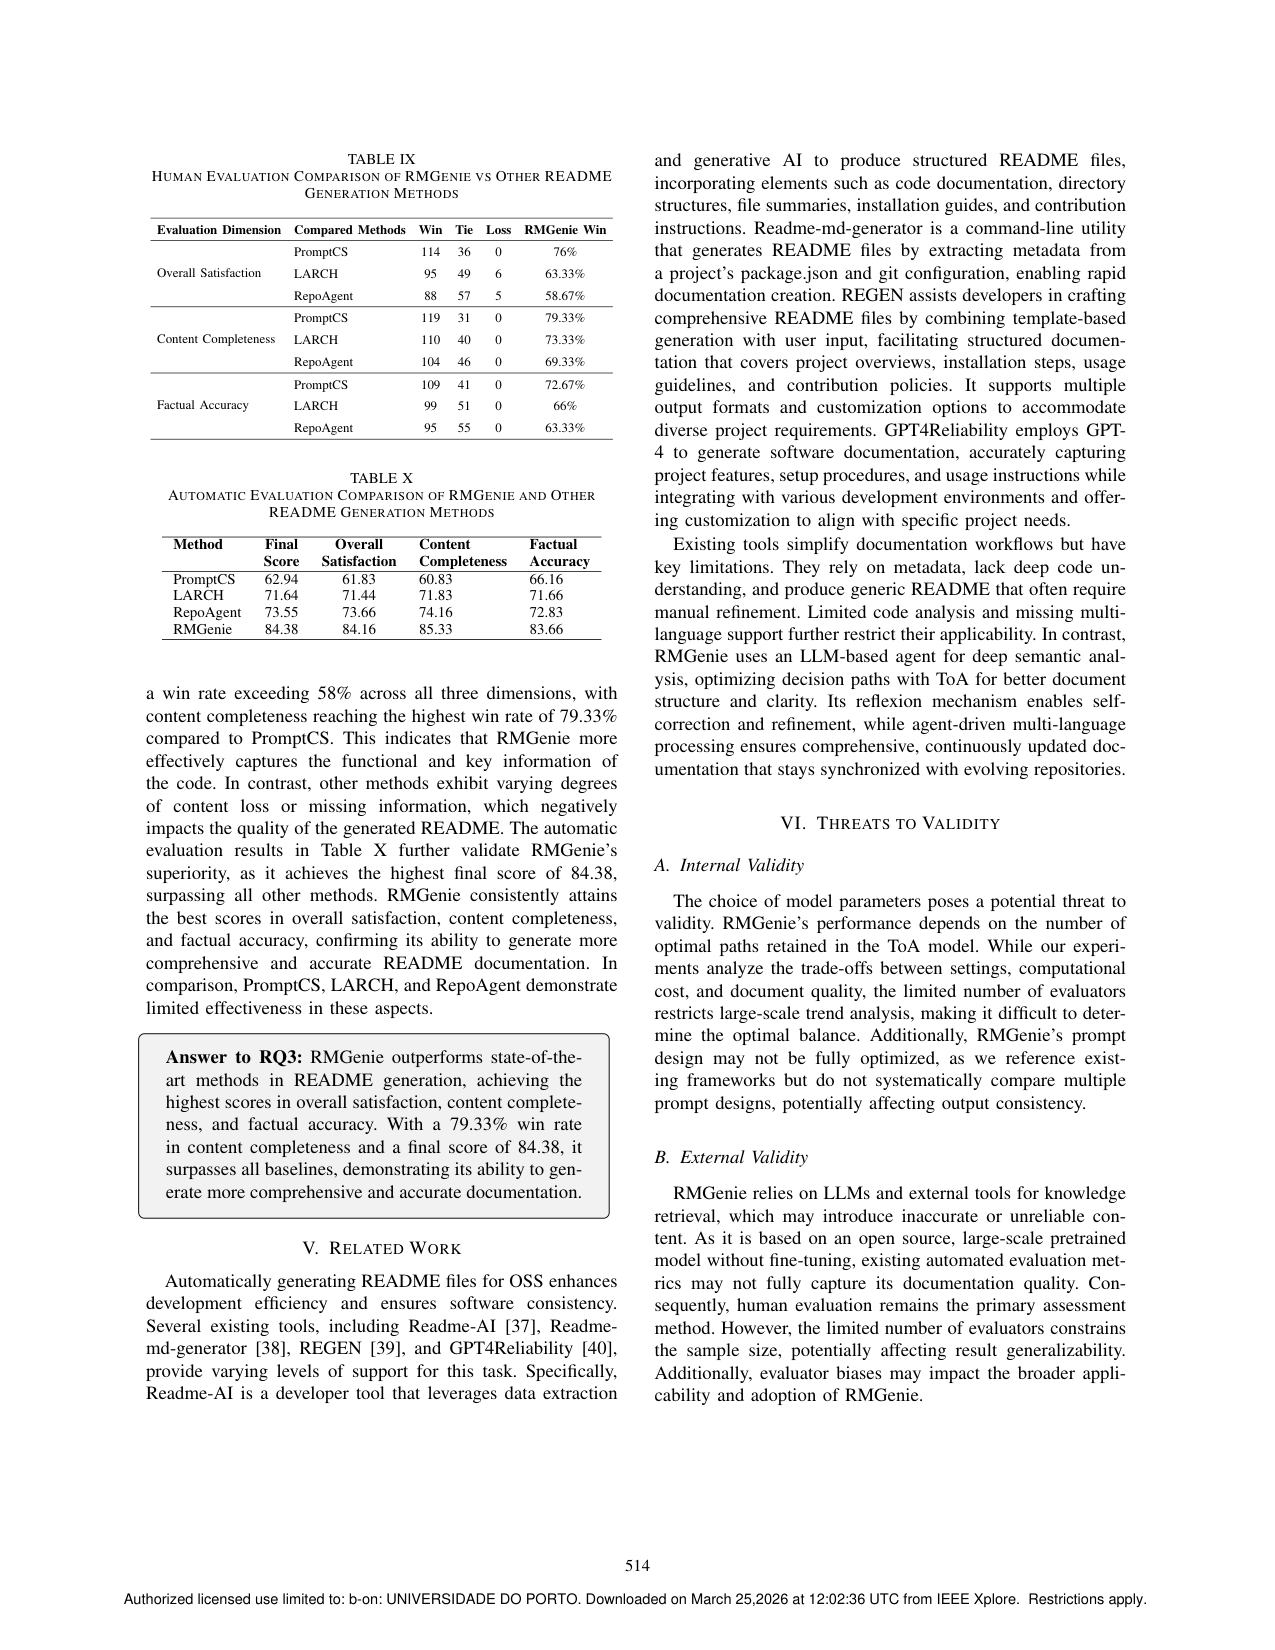 TABLE IX
HUMAN EVALUATION COMPARISON OF RMGENIE VS OTHER README
GENERATION METHODS
Evaluation Dimension Compared Methods Win Tie Loss RMGenie Win
PromptCS 114 36 0 76%
Overall Satisfaction LARCH 95 49 6 63.33%
RepoAgent 88 57 5 58.67%
PromptCS 119 31 0 79.33%
Content Completeness LARCH 110 40 0 73.33%
RepoAgent 104 46 0 69.33%
PromptCS 109 41 0 72.67%
Factual Accuracy LARCH 99 51 0 66%
RepoAgent 95 55 0 63.33%
TABLE X
AUTOMATIC EVALUATION COMPARISON OF RMGENIE AND OTHER
README GENERATION METHODS
Method Final Overall Content Factual
Score Satisfaction Completeness Accuracy
PromptCS 62.94 61.83 60.83 66.16
LARCH 71.64 71.44 71.83 71.66
RepoAgent 73.55 73.66 74.16 72.83
RMGenie 84.38 84.16 85.33 83.66
a win rate exceeding 58% across all three dimensions, with
content completeness reaching the highest win rate of 79.33%
compared to PromptCS. This indicates that RMGenie more
effectively captures the functional and key information of
the code. In contrast, other methods exhibit varying degrees
of content loss or missing information, which negatively
impacts the quality of the generated README. The automatic
evaluation results in Table X further validate RMGenie's
superiority, as it achieves the highest final score of 84.38,
surpassing all other methods. RMGenie consistently attains
the best scores in overall satisfaction, content completeness,
and factual accuracy, confirming its ability to generate more
comprehensive and accurate README documentation. In
comparison, PromptCS, LARCH, and RepoAgent demonstrate
limited effectiveness in these aspects.
Answer to RQ3: RMGenie outperforms state-of-the-
art methods in README generation, achieving the
highest scores in overall satisfaction, content complete-
ness, and factual accuracy. With a 79.33% win rate
in content completeness and a final score of 84.38, it
surpasses all baselines, demonstrating its ability to gen-
erate more comprehensive and accurate documentation.
V. RELATED WORK
Automatically generating README files for OSS enhances
development efficiency and ensures software consistency.
Several existing tools, including Readme-AI [37], Readme-
md-generator [38], REGEN [39], and GPT4Reliability [40],
provide varying levels of support for this task. Specifically,
Readme-AI is a developer tool that leverages data extraction
and generative AI to produce structured README files,
incorporating elements such as code documentation, directory
structures, file summaries, installation guides, and contribution
instructions. Readme-md-generator is a command-line utility
that generates README files by extracting metadata from
a project's package.json and git configuration, enabling rapid
documentation creation. REGEN assists developers in crafting
comprehensive README files by combining template-based
generation with user input, facilitating structured documen-
tation that covers project overviews, installation steps, usage
guidelines, and contribution policies. It supports multiple
output formats and customization options to accommodate
diverse project requirements. GPT4Reliability employs GPT-
4 to generate software documentation, accurately capturing
project features, setup procedures, and usage instructions while
integrating with various development environments and offer-
ing customization to align with specific project needs.
Existing tools simplify documentation workflows but have
key limitations. They rely on metadata, lack deep code un-
derstanding, and produce generic README that often require
manual refinement. Limited code analysis and missing multi-
language support further restrict their applicability. In contrast,
RMGenie uses an LLM-based agent for deep semantic anal-
ysis, optimizing decision paths with ToA for better document
structure and clarity. Its reflexion mechanism enables self-
correction and refinement, while agent-driven multi-language
processing ensures comprehensive, continuously updated doc-
umentation that stays synchronized with evolving repositories.
VI. THREATS TO VALIDITY
A. Internal Validity
The choice of model parameters poses a potential threat to
validity. RMGenie's performance depends on the number of
optimal paths retained in the ToA model. While our experi-
ments analyze the trade-offs between settings, computational
cost, and document quality, the limited number of evaluators
restricts large-scale trend analysis, making it difficult to deter-
mine the optimal balance. Additionally, RMGenie's prompt
design may not be fully optimized, as we reference exist-
ing frameworks but do not systematically compare multiple
prompt designs, potentially affecting output consistency.
B. External Validity
RMGenie relies on LLMs and external tools for knowledge
retrieval, which may introduce inaccurate or unreliable con-
tent. As it is based on an open source, large-scale pretrained
model without fine-tuning, existing automated evaluation met-
rics may not fully capture its documentation quality. Con-
sequently, human evaluation remains the primary assessment
method. However, the limited number of evaluators constrains
the sample size, potentially affecting result generalizability.
Additionally, evaluator biases may impact the broader appli-
cability and adoption of RMGenie.
514
Authorized licensed use limited to: b-on: UNIVERSIDADE DO PORTO. Downloaded on March 25,2026 at 12:02:36 UTC from IEEE Xplore. Restrictions apply.